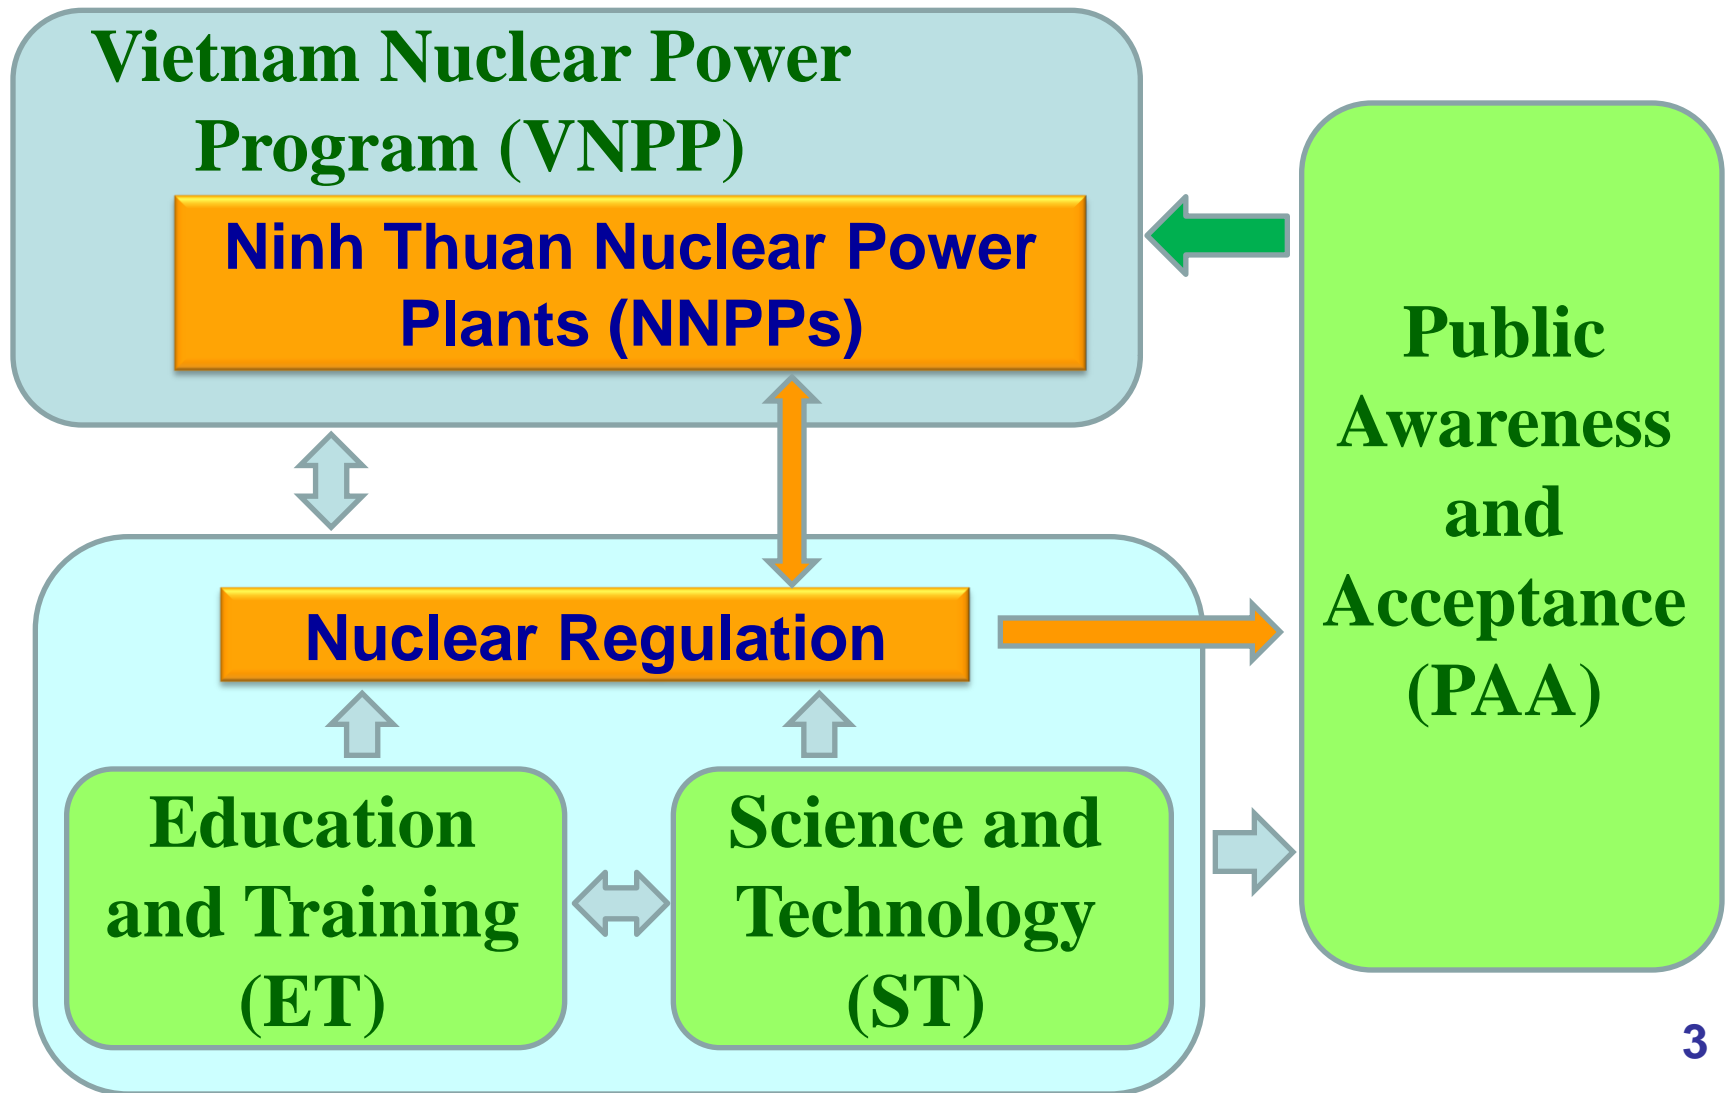 Vietnam Nuclear Power
Program (VNPP)
Ninh Thuan Nuclear Power
Plants (NNPPs)
Public
Awareness
and
Acceptance
(PAA)
Nuclear Regulation
Education
and Training
(ET)
Science and
Technology
(ST)
3